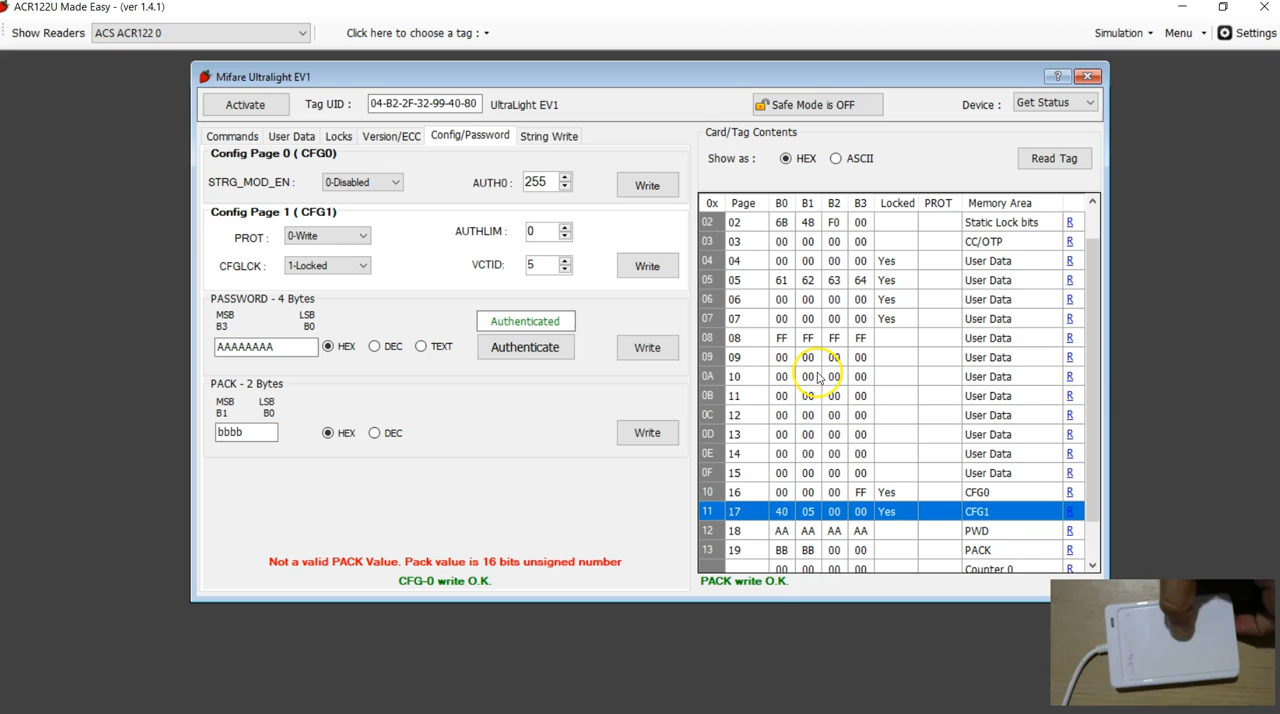 ACR122U Made Easy - (ver 1.4.1)
Show Readers ACS ACR122 0 Click here to choose a tag : Simulation Menu Settings
Mifare Ultralight EV1
Activate Tag UID : 04-B2-2F-32-99-40-80 UltraLight EV1 Safe Mode is OFF Device : Get Status
Commands User Data Locks Version/ECC Config/Password String Write
Config Page 0 ( CFG0)
STRG_MOD_EN : 0-Disabled AUTH0 : 255 Write
Config Page 1 ( CFG1)
PROT : 0-Write AUTHLIM : 0
CFGLCK : 1-Locked VCTID: 5 Write
PASSWORD - 4 Bytes
MSB LSB
B3 B0
Authenticated
AAAAAAAA HEX DEC TEXT Authenticate Write
PACK - 2 Bytes
MSB LSB
B1 B0
bbbb HEX DEC Write
Not a valid PACK Value. Pack value is 16 bits unsigned number
CFG-0 write O.K.
Card/Tag Contents
Show as : HEX ASCII Read Tag
0x Page B0 B1 B2 B3 Locked PROT Memory Area
02 02 6B 48 F0 00 Static Lock bits R
03 03 00 00 00 00 CC/OTP R
04 04 00 00 00 00 Yes User Data R
05 05 61 62 63 64 Yes User Data R
06 06 00 00 00 00 Yes User Data R
07 07 00 00 00 00 Yes User Data R
08 08 FF FF FF FF User Data R
09 09 00 00 00 00 User Data R
0A 10 00 00 00 00 User Data R
0B 11 00 00 00 00 User Data R
0C 12 00 00 00 00 User Data R
0D 13 00 00 00 00 User Data R
0E 14 00 00 00 00 User Data R
0F 15 00 00 00 00 User Data R
10 16 00 00 00 FF Yes CFG0 R
11 17 40 05 00 00 Yes CFG1 R
12 18 AA AA AA AA PWD R
13 19 BB BB 00 00 PACK R
00 00 00 Counter 0 R
PACK write O.K.